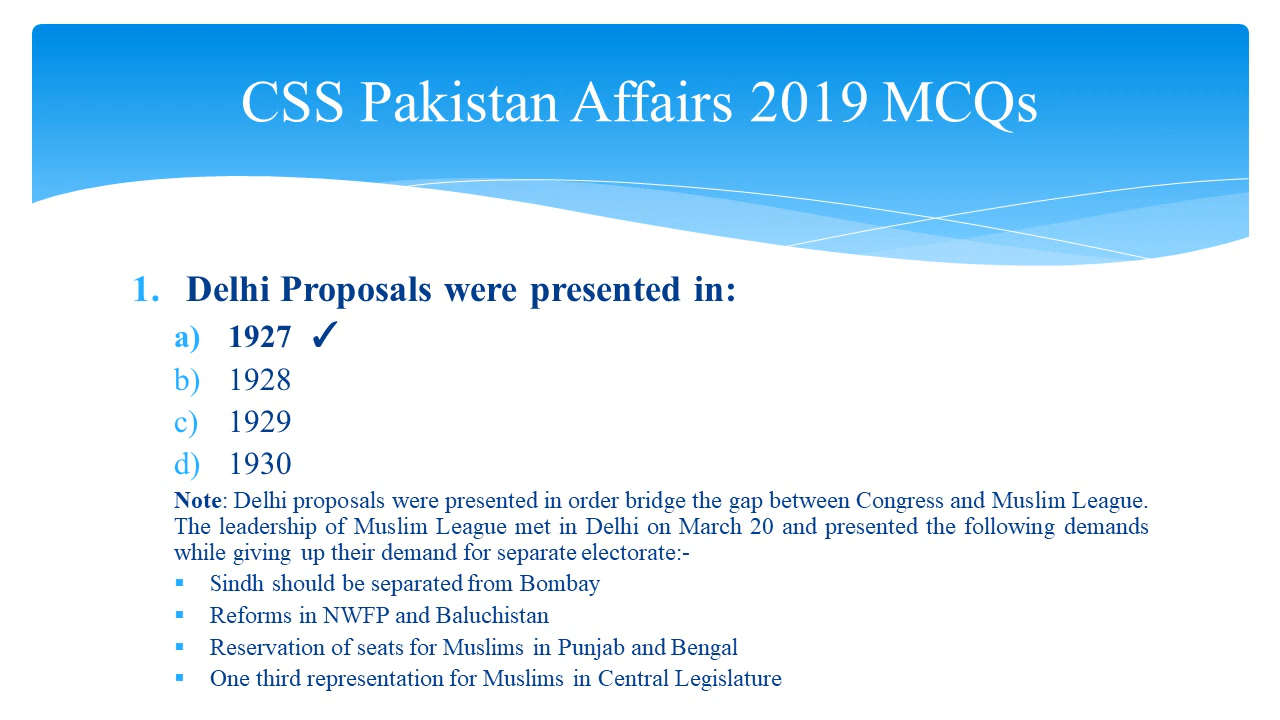 CSS Pakistan Affairs 2019 MCQs
1. Delhi Proposals were presented in:
a) 1927 ✓
b) 1928
c) 1929
d) 1930
Note: Delhi proposals were presented in order bridge the gap between Congress and Muslim League.
The leadership of Muslim League met in Delhi on March 20 and presented the following demands
while giving up their demand for separate electorate:-
▪ Sindh should be separated from Bombay
▪ Reforms in NWFP and Baluchistan
▪ Reservation of seats for Muslims in Punjab and Bengal
▪ One third representation for Muslims in Central Legislature